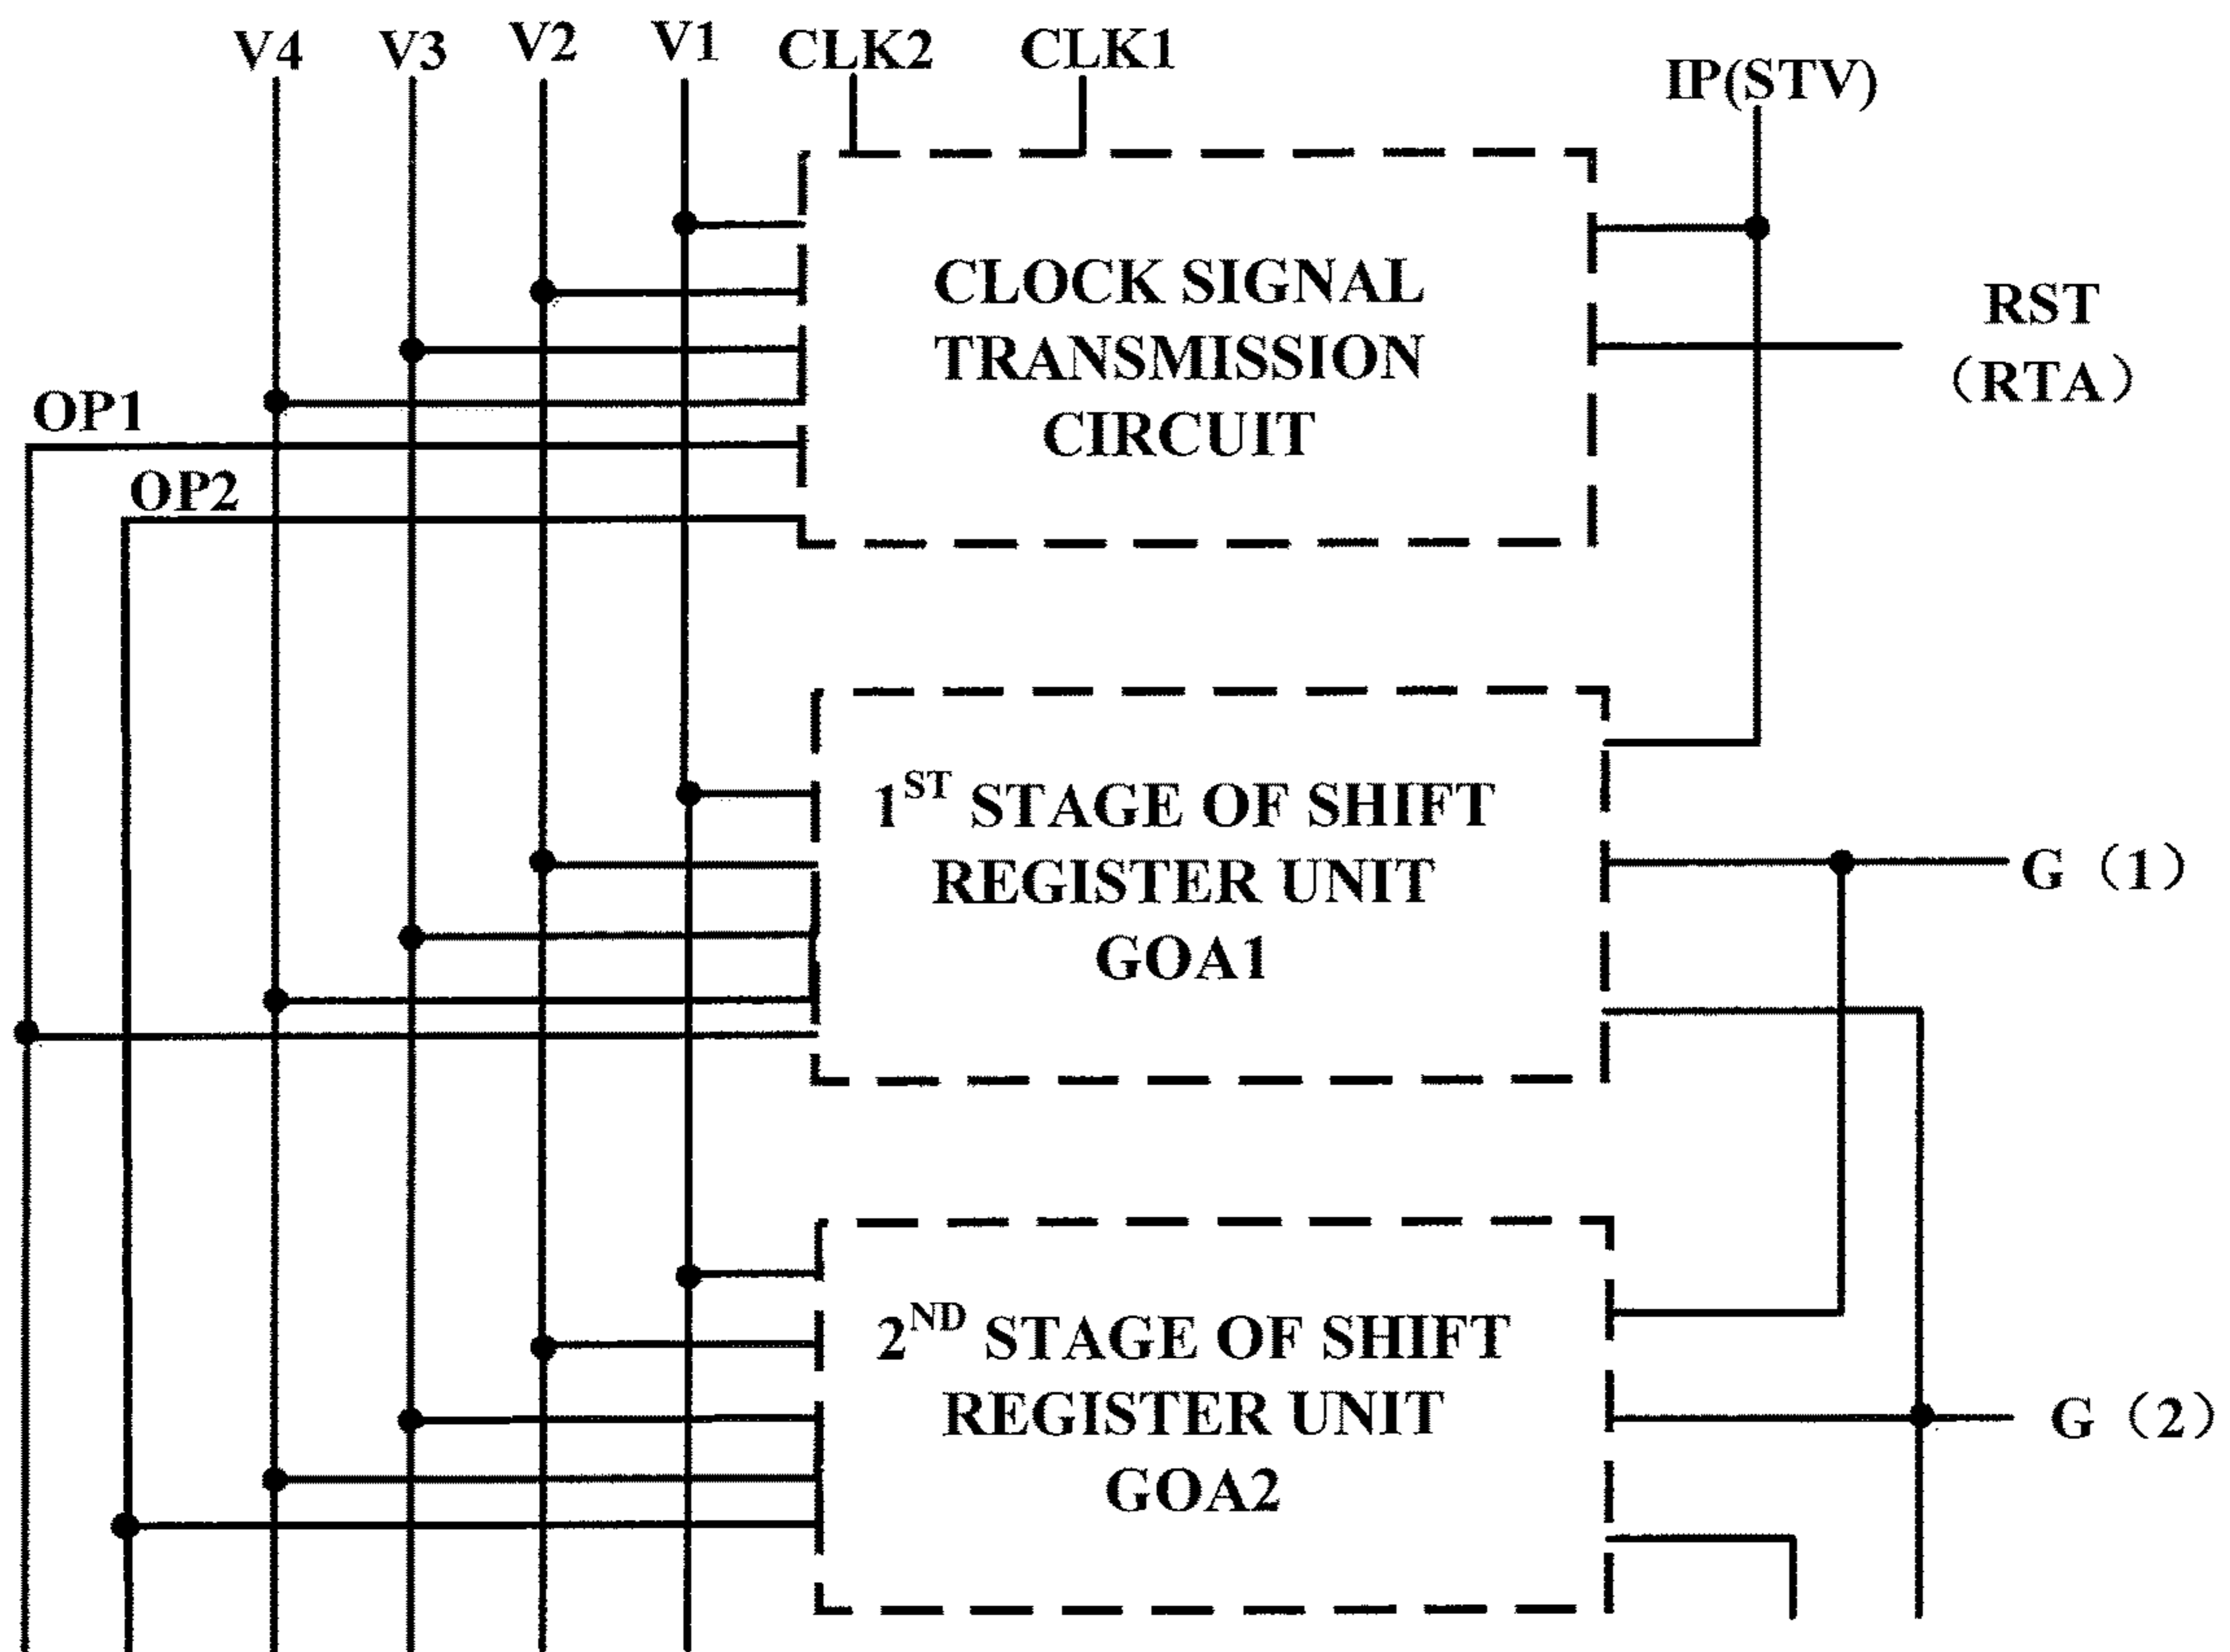 V4 V3 V2 V1 CLK2 CLK1
IP(STV)
CLOCK SIGNAL
TRANSMISSION
CIRCUIT
RST
（RTA）
OP1
OP2
1ST STAGE OF SHIFT
REGISTER UNIT
GOA1
G（1）
2ND STAGE OF SHIFT
REGISTER UNIT
GOA2
G（2）